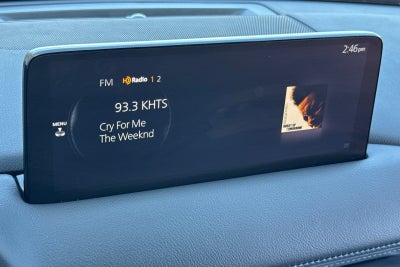 2:46pm
FM HD Radio 1 2
93.3 KHTS
MENU
Cry For Me
The Weeknd